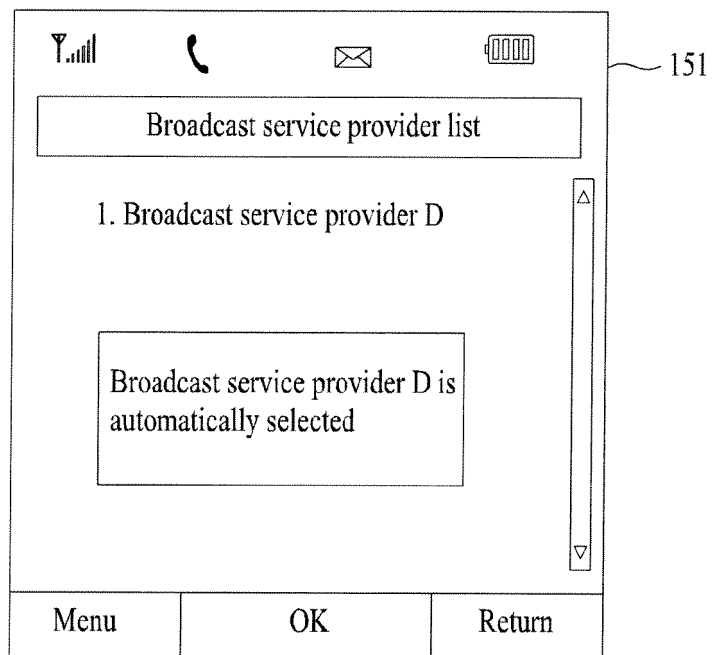 151
Broadcast service provider list
1. Broadcast service provider D
Broadcast service provider D is
automatically selected
Menu OK Return